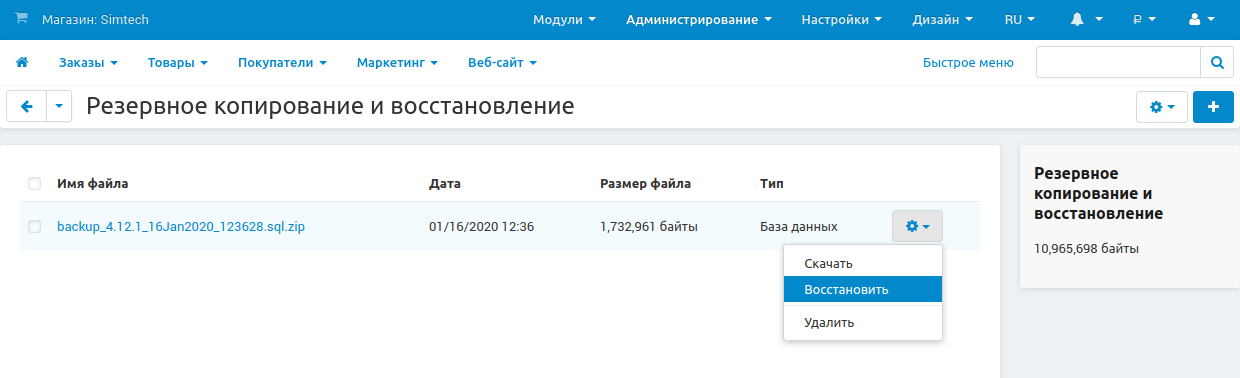 Магазин: Simtech Модули Администрирование Настройки Дизайн RU ₽
Заказы Товары Покупатели Маркетинг Веб-сайт Быстрое меню
Резервное копирование и восстановление
Имя файла Дата Размер файла Тип
backup_4.12.1_16Jan2020_123628.sql.zip 01/16/2020 12:36 1,732,961 байты База данных
Скачать
Восстановить
Удалить
Резервное
копирование и
восстановление
10,965,698 байты